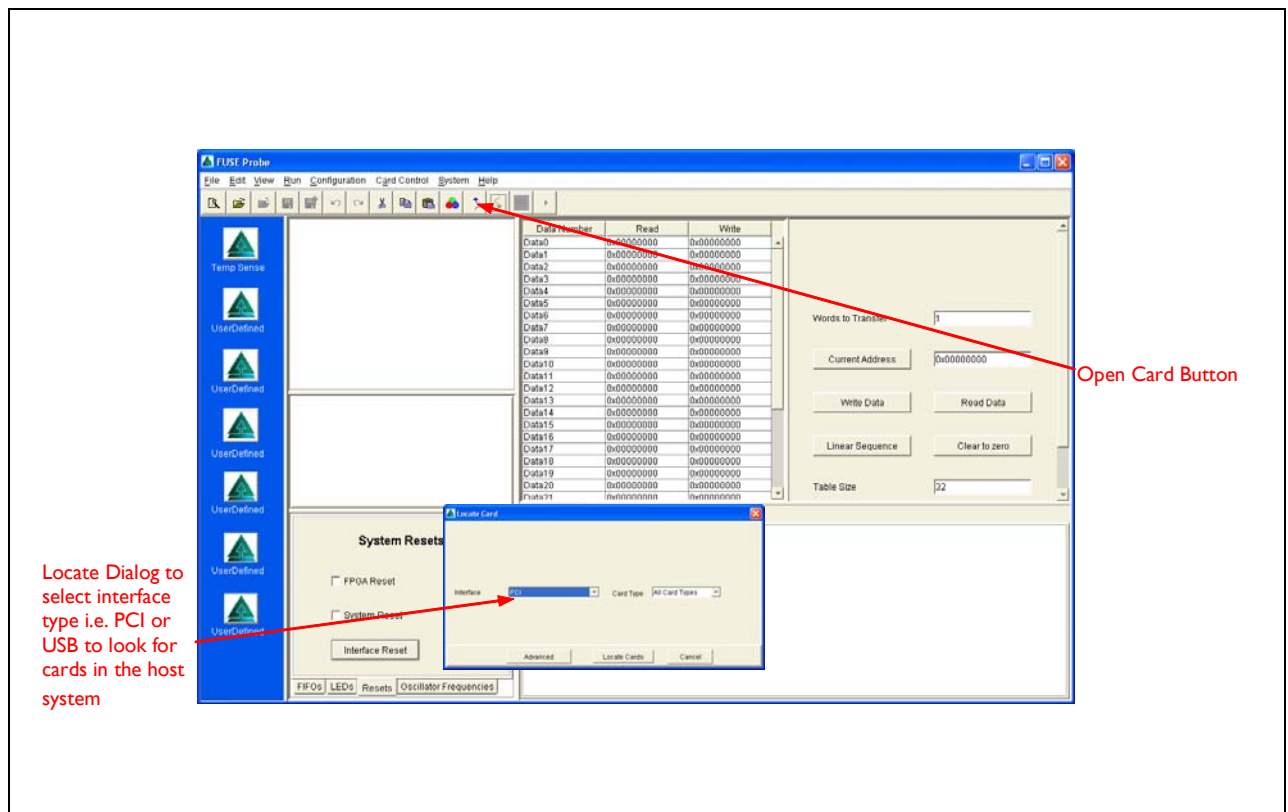 FUSE Probe
File Edit View Run Configuration Card Control System Help
Temp Sense
UserDefined
UserDefined
UserDefined
UserDefined
UserDefined
UserDefined
Data Number Read Write
Data0 0x00000000 0x00000000
Data1 0x00000000 0x00000000
Data2 0x00000000 0x00000000
Data3 0x00000000 0x00000000
Data4 0x00000000 0x00000000
Data5 0x00000000 0x00000000
Data6 0x00000000 0x00000000
Data7 0x00000000 0x00000000
Data8 0x00000000 0x00000000
Data9 0x00000000 0x00000000
Data10 0x00000000 0x00000000
Data11 0x00000000 0x00000000
Data12 0x00000000 0x00000000
Data13 0x00000000 0x00000000
Data14 0x00000000 0x00000000
Data15 0x00000000 0x00000000
Data16 0x00000000 0x00000000
Data17 0x00000000 0x00000000
Data18 0x00000000 0x00000000
Data19 0x00000000 0x00000000
Data20 0x00000000 0x00000000
Data21 0x00000000 0x00000000
Words to Transfer 1
Current Address 0x00000000
Write Data Read Data
Linear Sequence Clear to zero
Table Size 32
Open Card Button
System Resets
FPGA Reset
System Reset
Interface Reset
FIFOs LEDs Resets Oscillator Frequencies
Locate Card
Interface PCI Card Type All Card Types
Advanced Locate Cards Cancel
Locate Dialog to
select interface
type i.e. PCI or
USB to look for
cards in the host
system